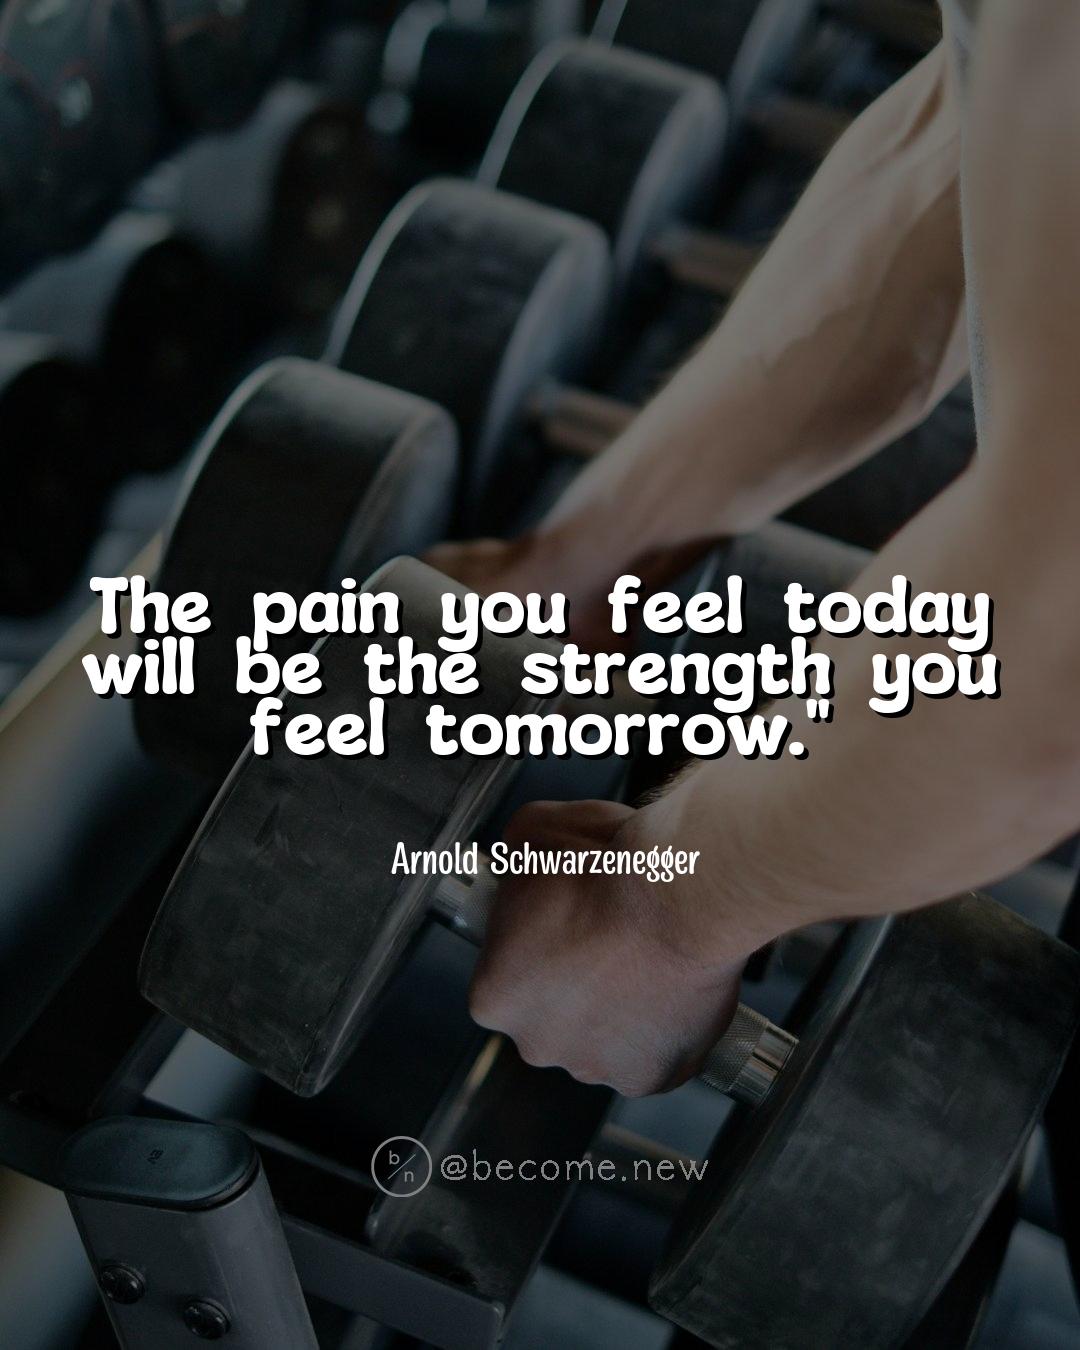 The pain you feel today
will be the strength you
feel tomorrow."
Arnold Schwarzenegger
b/n @become.new